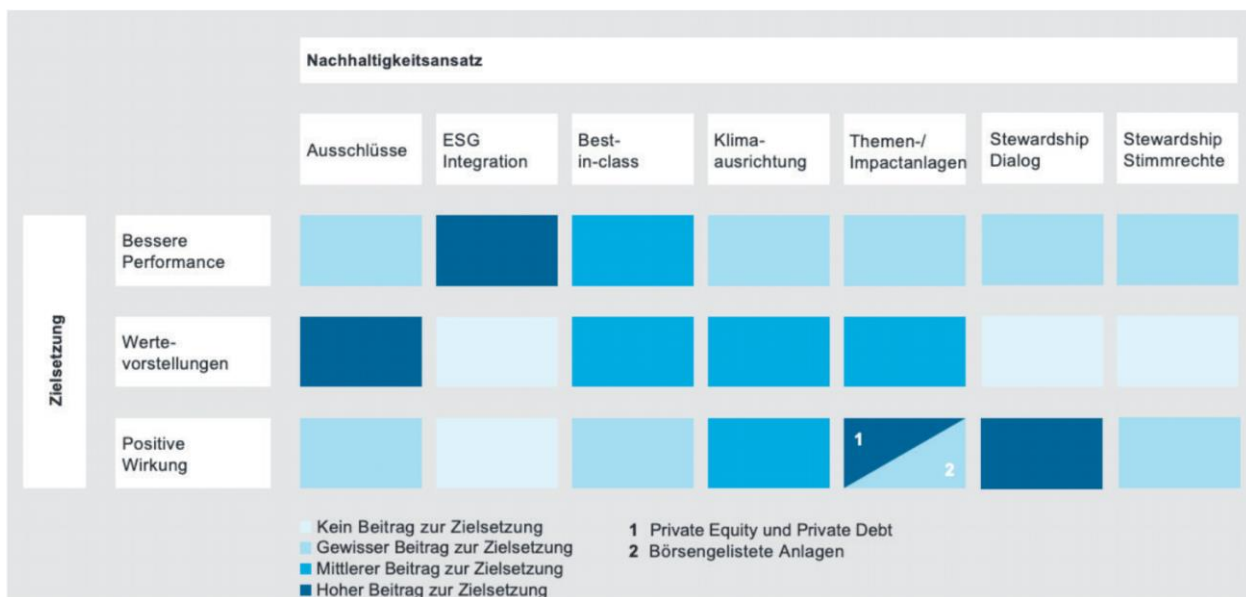 Nachhaltigkeitsansatz
Ausschlüsse
ESG
Integration
Best-
in-class
Klima-
ausrichtung
Themen-/
Impactanlagen
Stewardship
Dialog
Stewardship
Stimmrechte
Zielsetzung
Bessere
Performance
Werte-
vorstellungen
Positive
Wirkung
1
2
Kein Beitrag zur Zielsetzung
Gewisser Beitrag zur Zielsetzung
Mittlerer Beitrag zur Zielsetzung
Hoher Beitrag zur Zielsetzung
1 Private Equity und Private Debt
2 Börsengelistete Anlagen